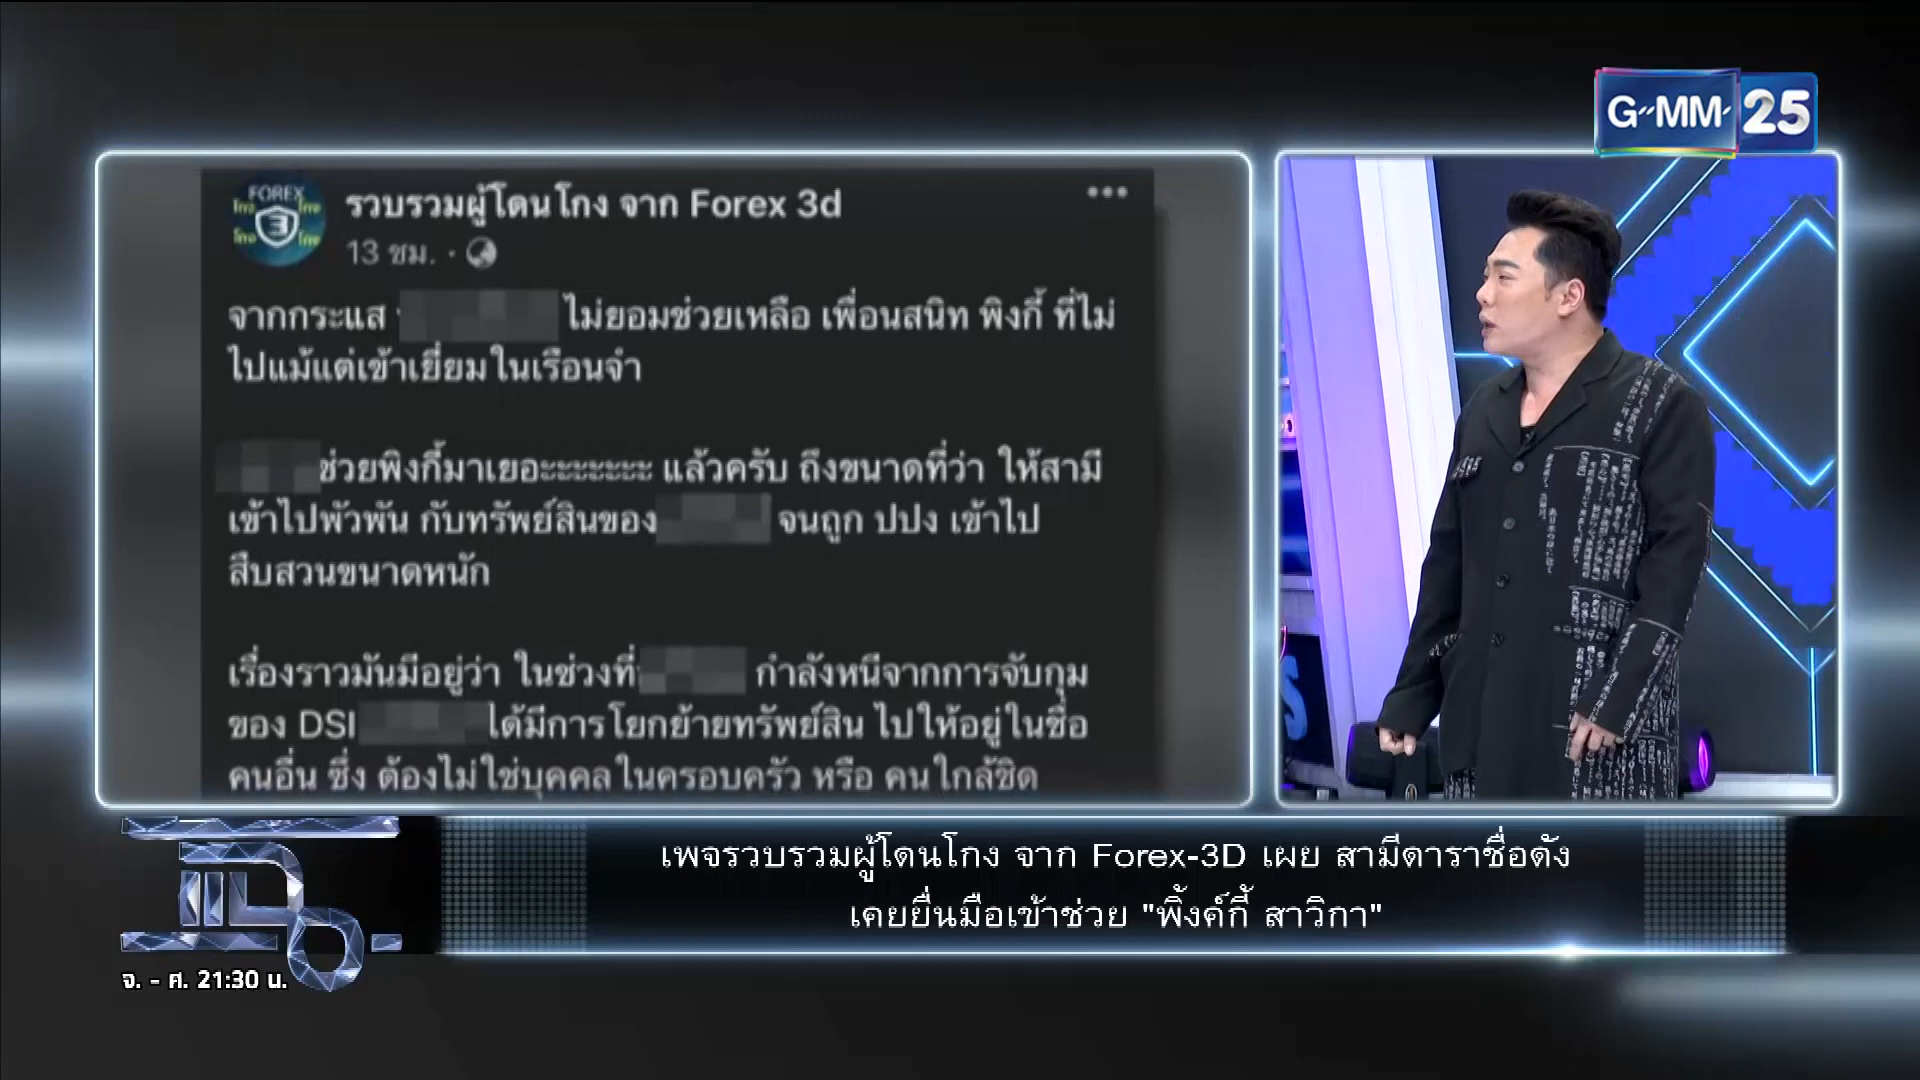 G-MM-25
FOREX
3
โกง โกง
โกง โกง
รวบรวมผู้โดนโกง จาก Forex 3d
13 ชม. ·
จากกระแส ไม่ยอมช่วยเหลือ เพื่อนสนิท พิงกี้ ที่ไม่
ไปแม้แต่เข้าเยี่ยมในเรือนจำ
ช่วยพิงกี้มาเยอะะะะะะะ แล้วครับ ถึงขนาดที่ว่า ให้สามี
เข้าไปพัวพัน กับทรัพย์สินของ จนถูก ปปง เข้าไป
สืบสวนขนาดหนัก
เรื่องราวมันมีอยู่ว่า ในช่วงที่ กำลังหนีจากการจับกุม
ของ DSI ได้มีการโยกย้ายทรัพย์สิน ไปให้อยู่ในชื่อ
คนอื่น ซึ่ง ต้องไม่ใช่บุคคลในครอบครัว หรือ คนใกล้ชิด
เพจรวบรวมผู้โดนโกง จาก Forex-3D เผย สามีดาราชื่อดัง
เคยยื่นมือเข้าช่วย "พิ้งค์กี้ สาวิกา"
แฉ
จ. - ศ. 21:30 น.